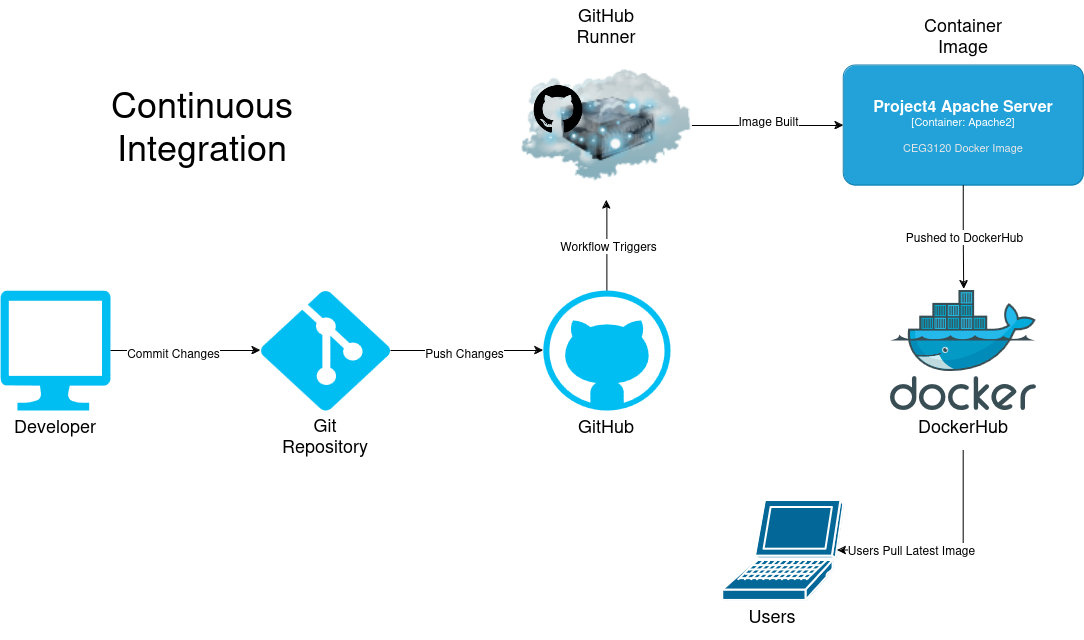 GitHub
Runner
Container
Image
Continuous
Integration
Project4 Apache Server
[Container: Apache2]
CEG3120 Docker Image
Image Built
Workflow Triggers
Pushed to DockerHub
Commit Changes
Push Changes
docker
Developer
Git
Repository
GitHub
DockerHub
Users Pull Latest Image
Users